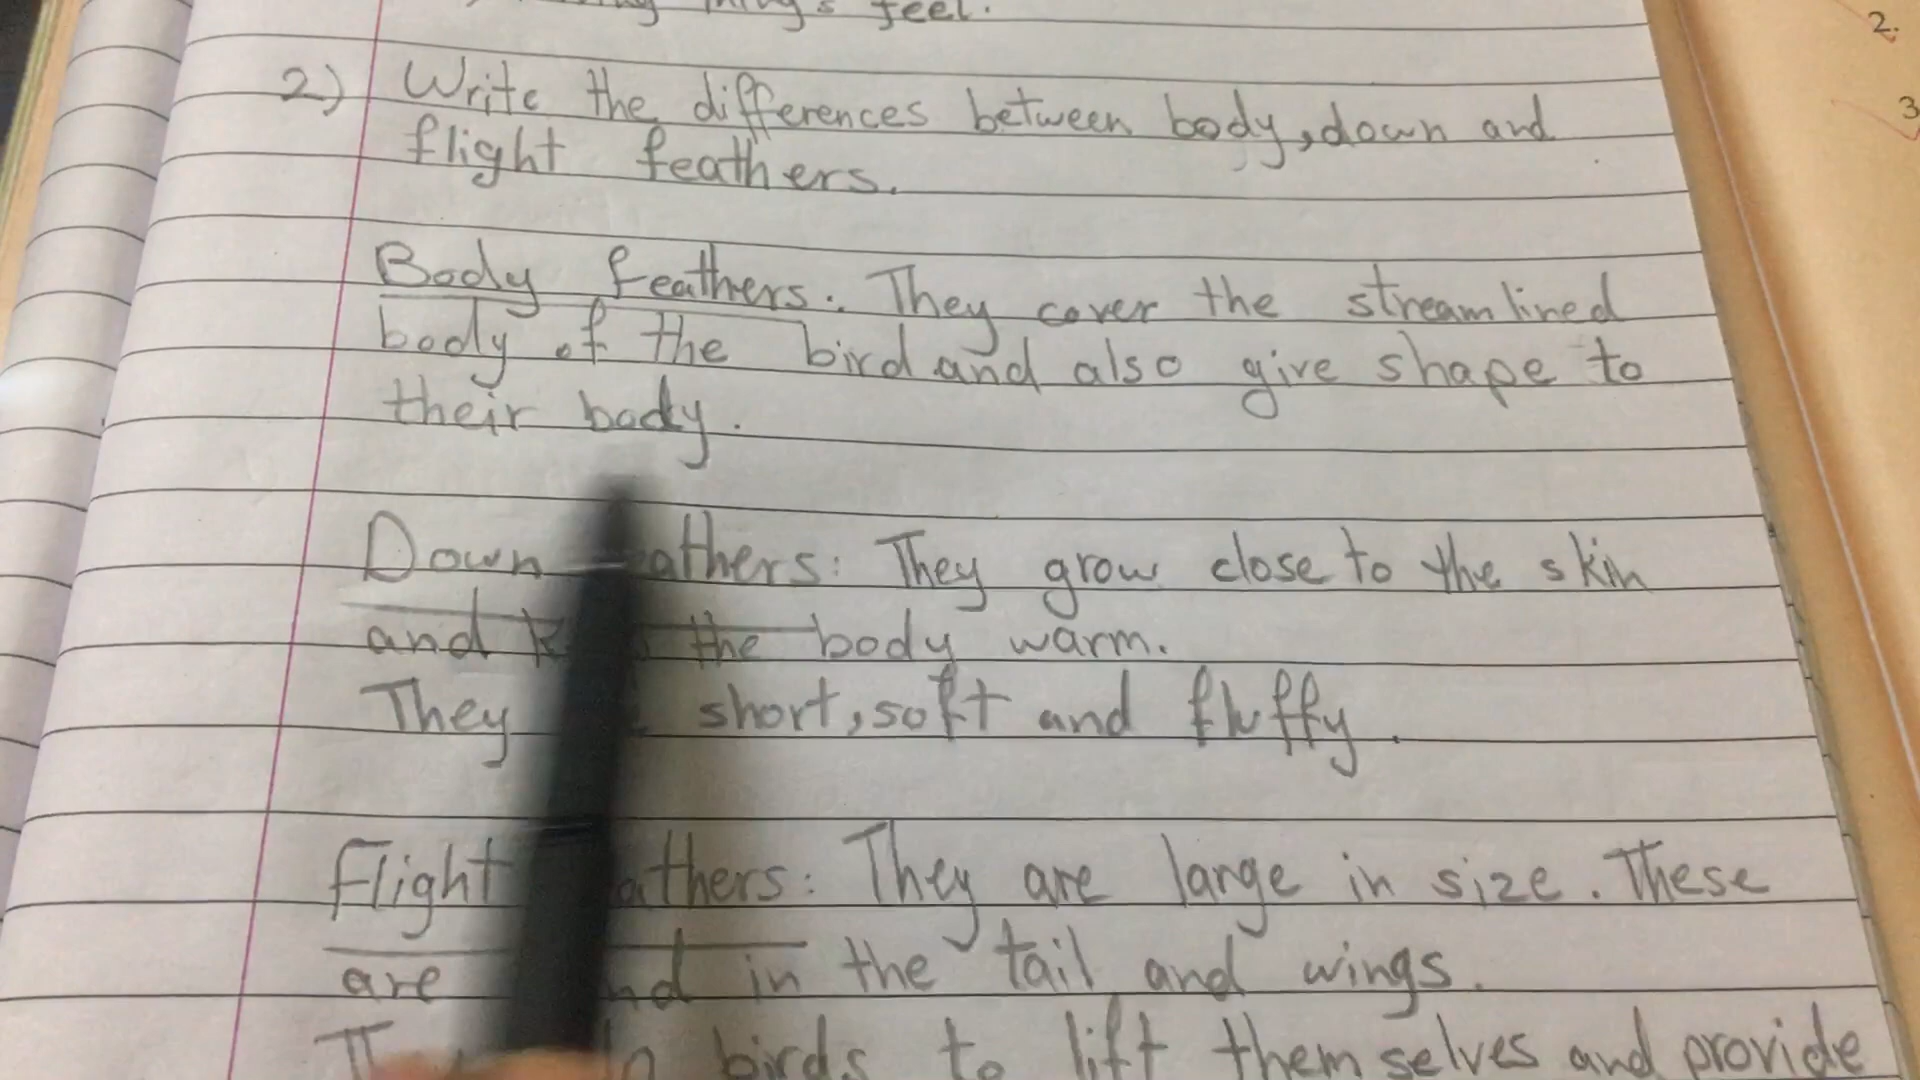 feel.
2) Write the differences between body, down and
flight feathers.
Body feathers: They cover the streamlined
body of the bird and also give shape to
their body.
Down athers: They grow close to the skin
and the body warm.
They short, soft and fluffy.
Flight athers: They are large in size. These
are in the tail and wings.
birds to lift themselves and provide
2.
3